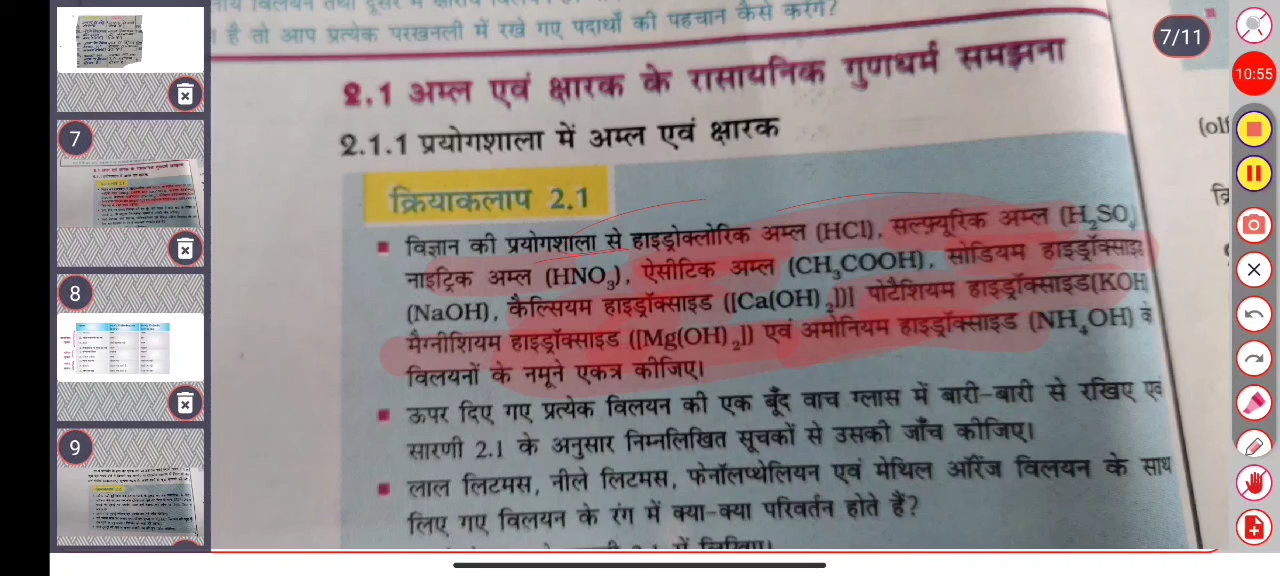 विलयन तथा दूसरे में क्षारीय विलयन
है तो आप प्रत्येक परखनली में रखे गए पदार्थों की पहचान कैसे करेंगे?
7/11
10:55
2.1 अम्ल एवं क्षारक के रासायनिक गुणधर्म समझना
2.1.1 प्रयोगशाला में अम्ल एवं क्षारक
क्रियाकलाप 2.1
■ विज्ञान की प्रयोगशाला से हाइड्रोक्लोरिक अम्ल (HCl), सल्फ़्यूरिक अम्ल (H₂SO₄
नाइट्रिक अम्ल (HNO₃), ऐसीटिक अम्ल (CH₃COOH), सोडियम हाइड्रॉक्साइड
(NaOH), कैल्सियम हाइड्रॉक्साइड ([Ca(OH)₂)] पोटैशियम हाइड्रॉक्साइड(KOH
मैग्नीशियम हाइड्रॉक्साइड ([Mg(OH)₂]) एवं अमोनियम हाइड्रॉक्साइड (NH₄OH) के
विलयनों के नमूने एकत्र कीजिए।
■ ऊपर दिए गए प्रत्येक विलयन की एक बूँद वाच ग्लास में बारी-बारी से रखिए एवं
सारणी 2.1 के अनुसार निम्नलिखित सूचकों से उसकी जाँच कीजिए।
■ लाल लिटमस, नीले लिटमस, फेनॉलप्थेलियन एवं मेथिल ऑरेंज विलयन के साथ
लिए गए विलयन के रंग में क्या-क्या परिवर्तन होते हैं?
7
8
9